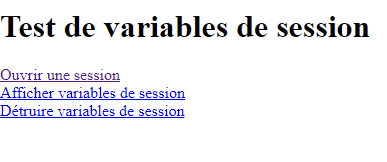 Test de variables de session
Ouvrir une session
Afficher variables de session
Détruire variables de session